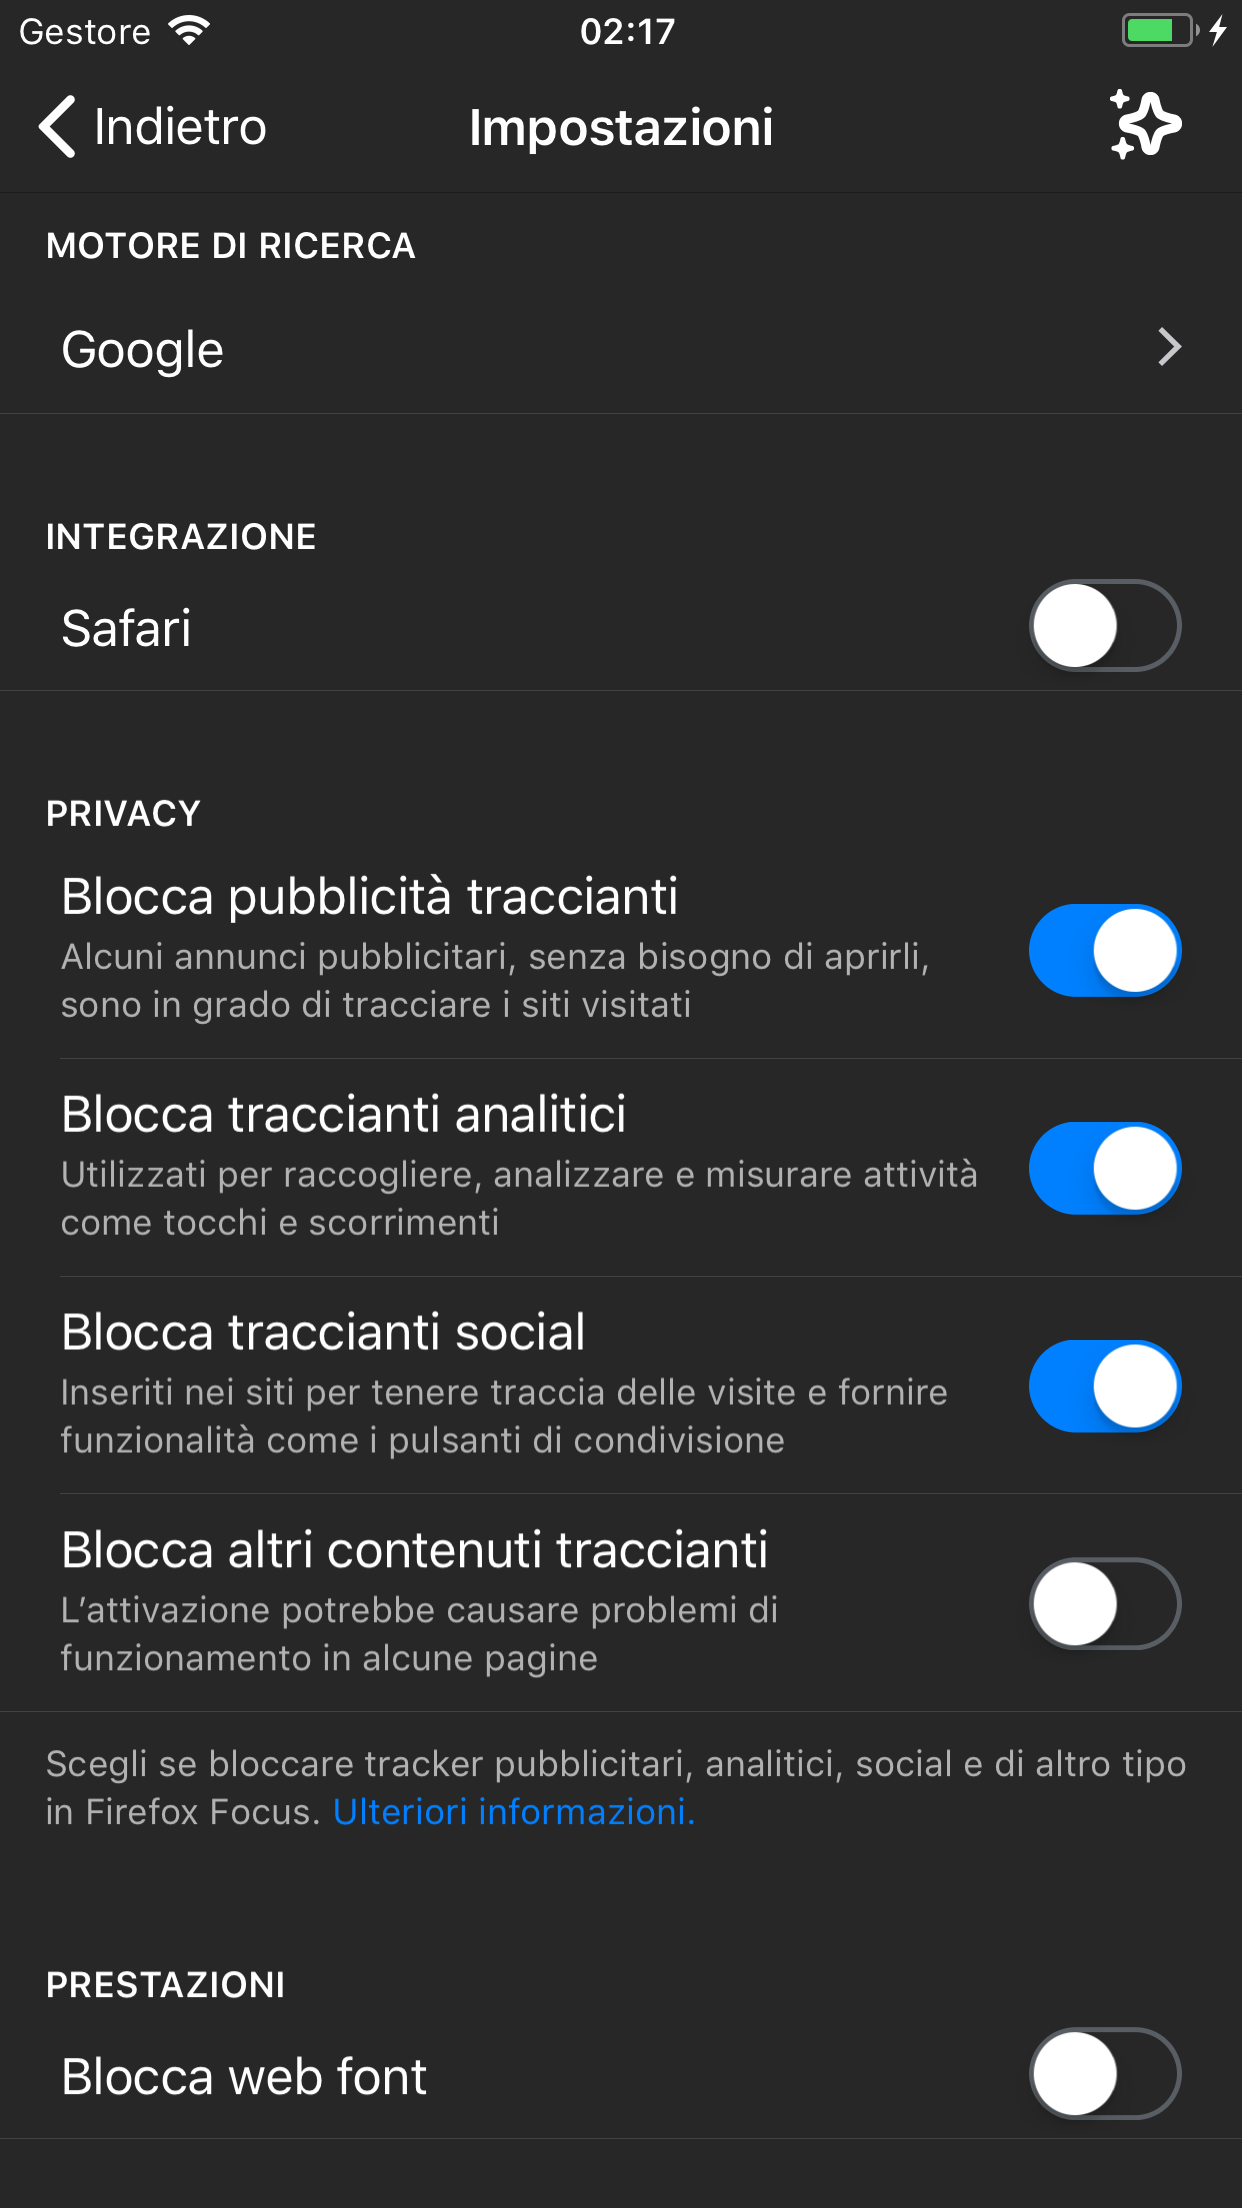 Gestore
02:17
Indietro
Impostazioni
MOTORE DI RICERCA
Google
INTEGRAZIONE
Safari
PRIVACY
Blocca pubblicità traccianti
Alcuni annunci pubblicitari, senza bisogno di aprirli,
sono in grado di tracciare i siti visitati
Blocca traccianti analitici
Utilizzati per raccogliere, analizzare e misurare attività
come tocchi e scorrimenti
Blocca traccianti social
Inseriti nei siti per tenere traccia delle visite e fornire
funzionalità come i pulsanti di condivisione
Blocca altri contenuti traccianti
L’attivazione potrebbe causare problemi di
funzionamento in alcune pagine
Scegli se bloccare tracker pubblicitari, analitici, social e di altro tipo
in Firefox Focus. Ulteriori informazioni.
PRESTAZIONI
Blocca web font